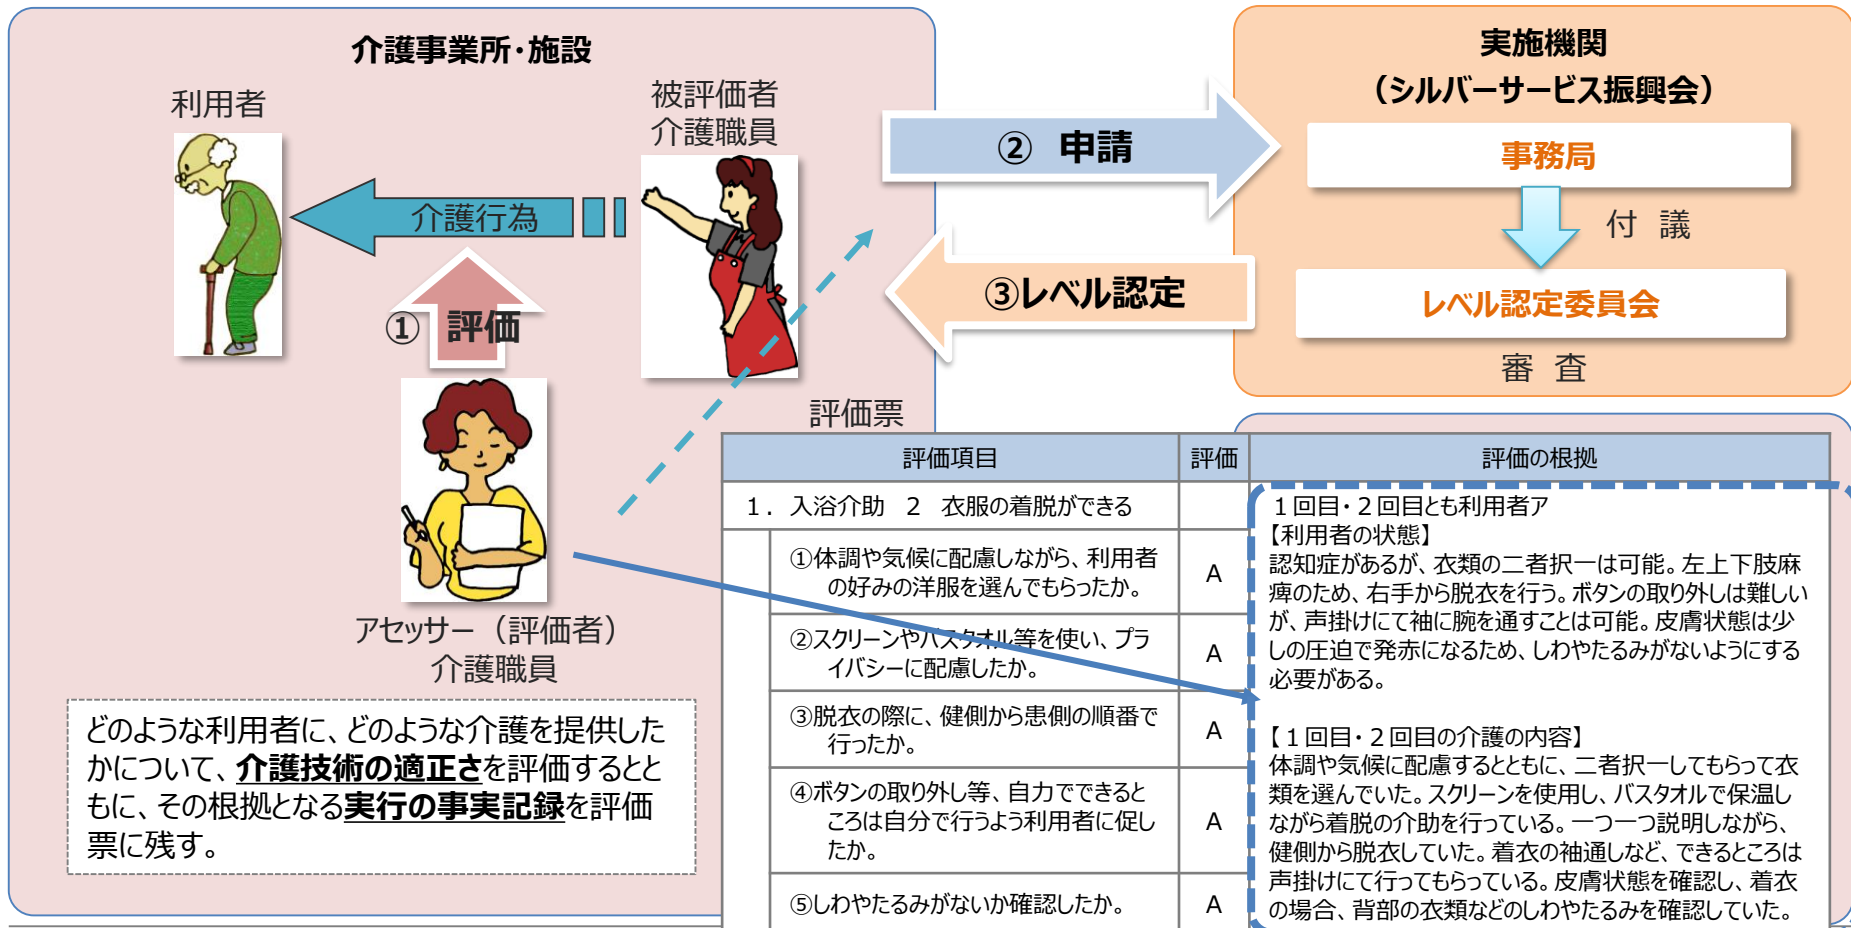 介護事業所・施設
利用者
被評価者
介護職員
介護行為
① 評価
アセッサー（評価者）
介護職員
どのような利用者に、どのような介護を提供した
かについて、介護技術の適正さを評価するとと
もに、その根拠となる実行の事実記録を評価
票に残す。
② 申請
③レベル認定
実施機関
（シルバーサービス振興会）
事務局
付 議
レベル認定委員会
審 査
評価票
評価項目 評価 評価の根拠
１．入浴介助 ２ 衣服の着脱ができる
①体調や気候に配慮しながら、利用者
の好みの洋服を選んでもらったか。
A
②スクリーンやバスタオル等を使い、プラ
イバシーに配慮したか。
A
③脱衣の際に、健側から患側の順番で
行ったか。
A
④ボタンの取り外し等、自力でできると
ころは自分で行うよう利用者に促し
たか。
A
⑤しわやたるみがないか確認したか。
A
１回目・２回目とも利用者ア
【利用者の状態】
認知症があるが、衣類の二者択一は可能。左上下肢麻
痺のため、右手から脱衣を行う。ボタンの取り外しは難しい
が、声掛けにて袖に腕を通すことは可能。皮膚状態は少
しの圧迫で発赤になるため、しわやたるみがないようにする
必要がある。
【１回目・２回目の介護の内容】
体調や気候に配慮するとともに、二者択一してもらって衣
類を選んでいた。スクリーンを使用し、バスタオルで保温し
ながら着脱の介助を行っている。一つ一つ説明しながら、
健側から脱衣していた。着衣の袖通しなど、できるところは
声掛けにて行ってもらっている。皮膚状態を確認し、着衣
の場合、背部の衣類などのしわやたるみを確認していた。